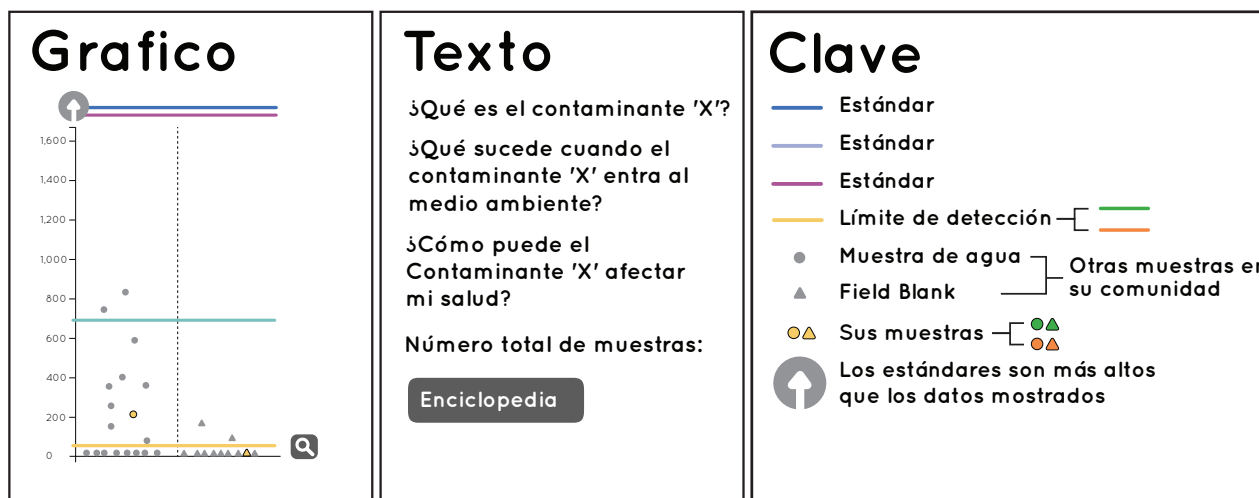 Grafico
1,600
1,400
1,200
1,000
800
600
400
200
0
Texto
¿Qué es el contaminante 'X'?
¿Qué sucede cuando el
contaminante 'X' entra al
medio ambiente?
¿Cómo puede el
Contaminante 'X' afectar
mi salud?
Número total de muestras:
Enciclopedia
Clave
Estándar
Estándar
Estándar
Límite de detección
Muestra de agua
Field Blank
Otras muestras en
su comunidad
Sus muestras
Los estándares son más altos
que los datos mostrados